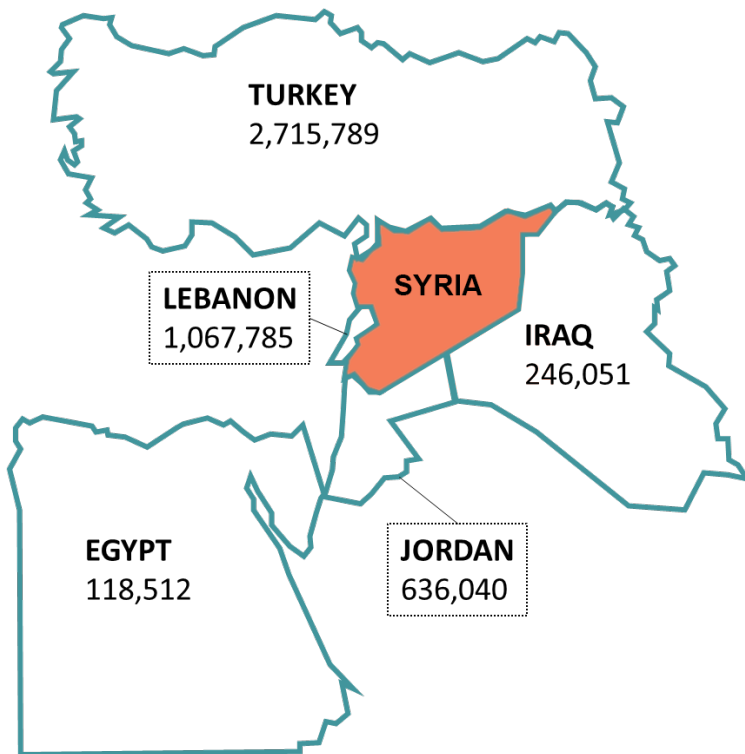 TURKEY
2,715,789
SYRIA
LEBANON
1,067,785
IRAQ
246,051
EGYPT
118,512
JORDAN
636,040